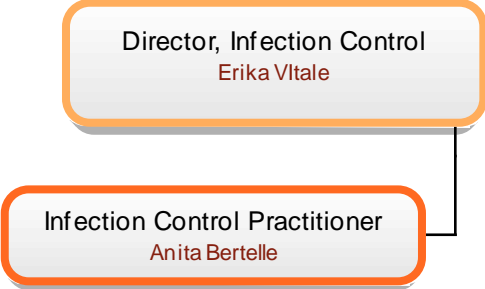 Director, Infection Control
Erika VItale
Infection Control Practitioner
Anita Bertelle